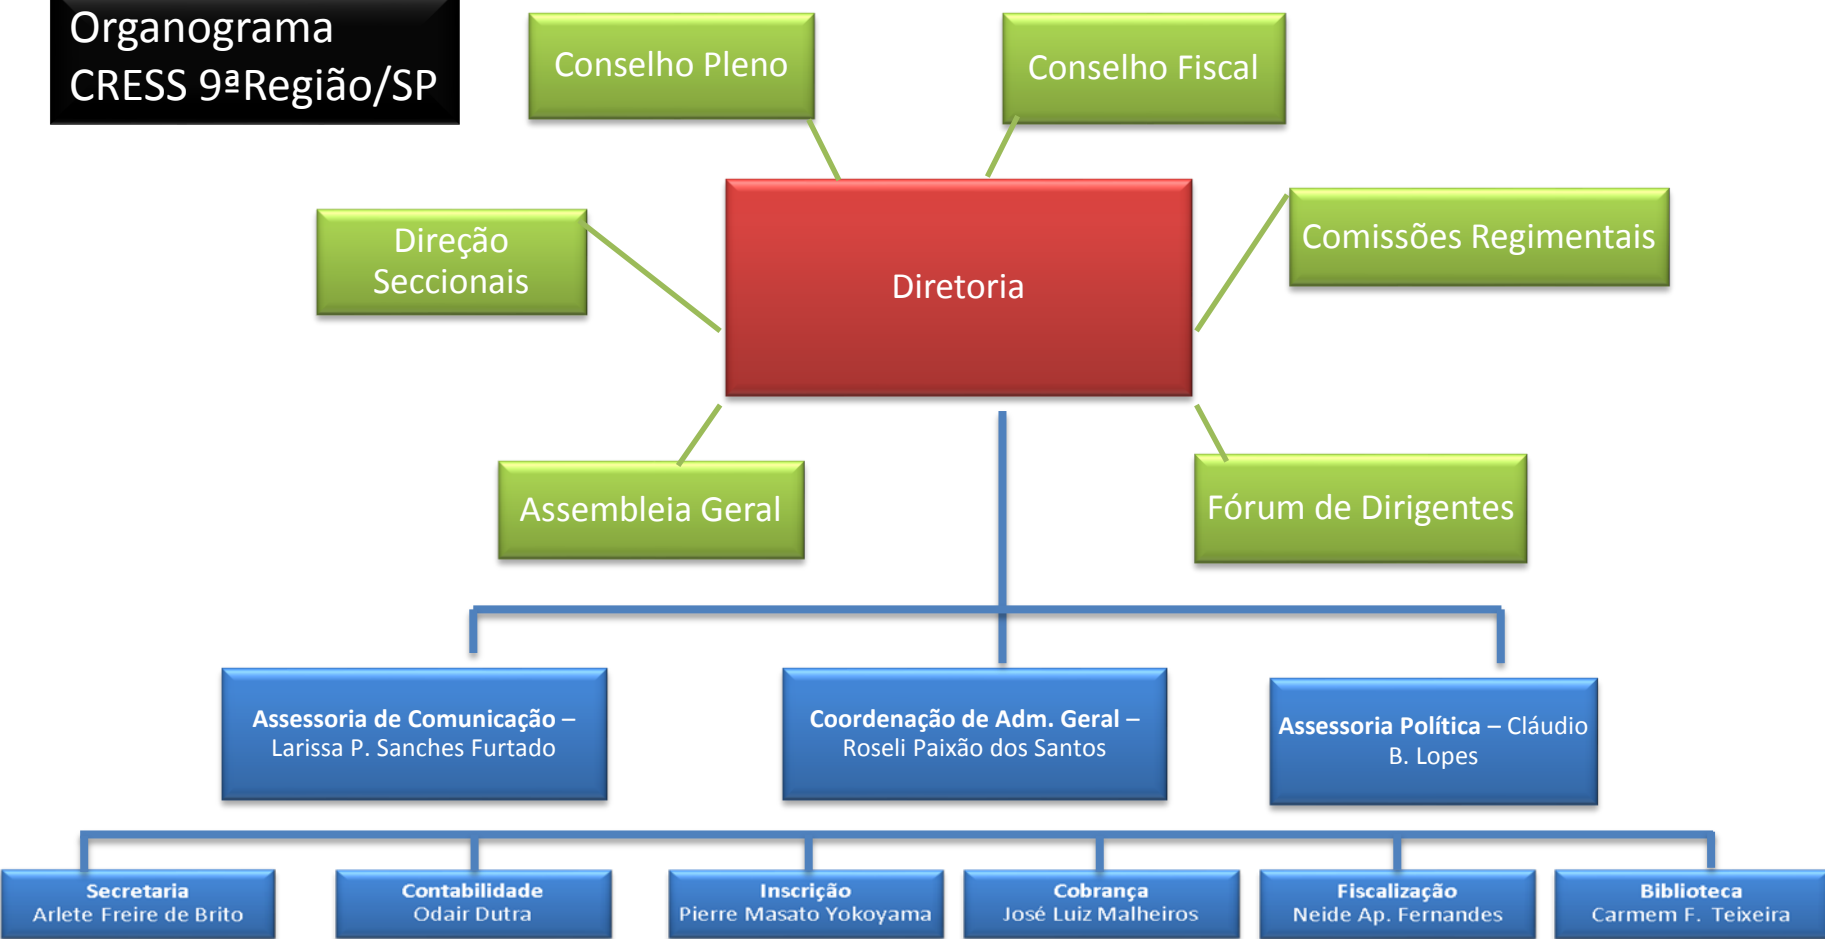 Organograma
CRESS 9ªRegião/SP
Conselho Pleno
Conselho Fiscal
Direção
Seccionais
Diretoria
Comissões Regimentais
Assembleia Geral
Fórum de Dirigentes
Assessoria de Comunicação –
Larissa P. Sanches Furtado
Coordenação de Adm. Geral –
Roseli Paixão dos Santos
Assessoria Política – Cláudio
B. Lopes
Secretaria
Arlete Freire de Brito
Contabilidade
Odair Dutra
Inscrição
Pierre Masato Yokoyama
Cobrança
José Luiz Malheiros
Fiscalização
Neide Ap. Fernandes
Biblioteca
Carmem F. Teixeira